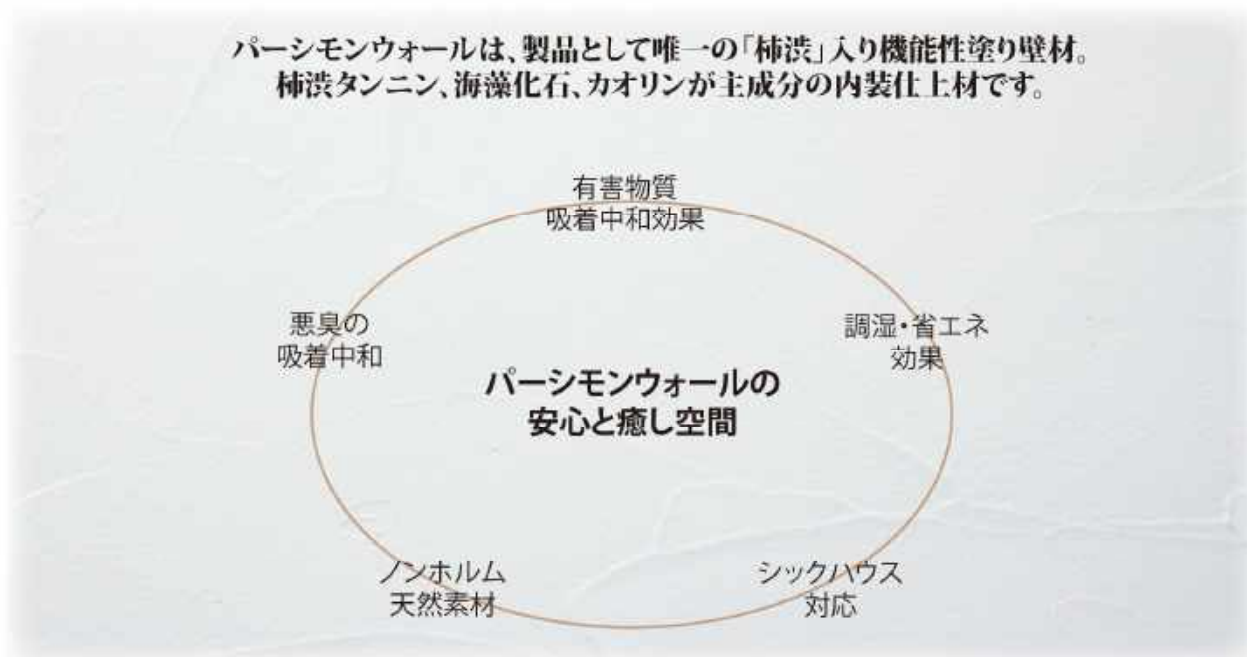 パーシモンウォールは、製品として唯一の「柿渋」入り機能性塗り壁材。
柿渋タンニン、海藻化石、カオリンが主成分の内装仕上材です。
有害物質
吸着中和効果
悪臭の
吸着中和
調湿・省エネ
効果
パーシモンウォールの
安心と癒し空間
ノンホルム
天然素材
シックハウス
対応